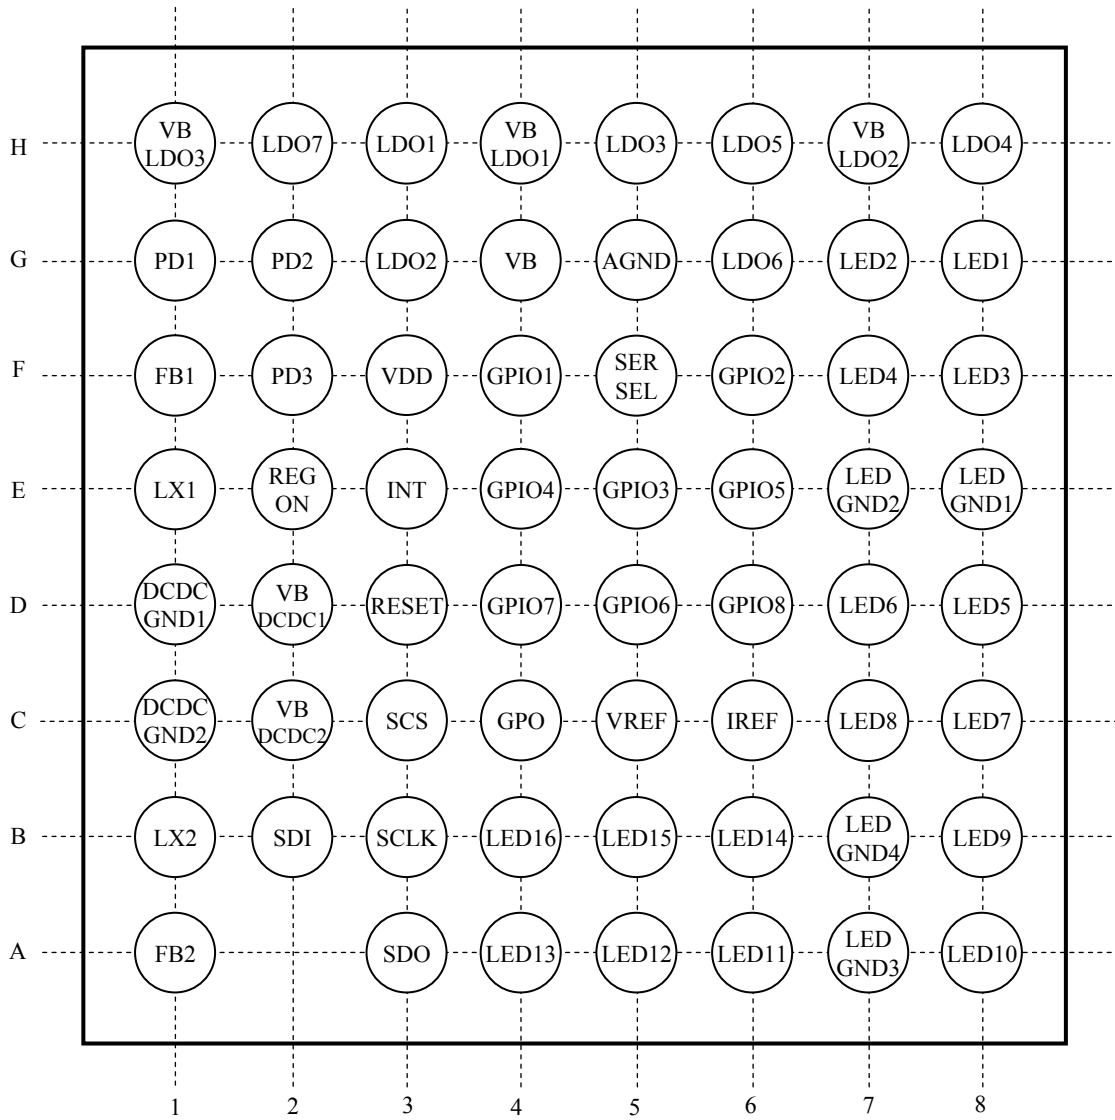 H
VB
LDO3
LDO7
LDO1
VB
LDO1
LDO3
LDO5
VB
LDO2
LDO4
G
PD1
PD2
LDO2
VB
AGND
LDO6
LED2
LED1
F
FB1
PD3
VDD
GPIO1
SER
SEL
GPIO2
LED4
LED3
E
LX1
REG
ON
INT
GPIO4
GPIO3
GPIO5
LED
GND2
LED
GND1
D
DCDC
GND1
VB
DCDC1
RESET
GPIO7
GPIO6
GPIO8
LED6
LED5
C
DCDC
GND2
VB
DCDC2
SCS
GPO
VREF
IREF
LED8
LED7
B
LX2
SDI
SCLK
LED16
LED15
LED14
LED
GND4
LED9
A
FB2
SDO
LED13
LED12
LED11
LED
GND3
LED10
1 2 3 4 5 6 7 8